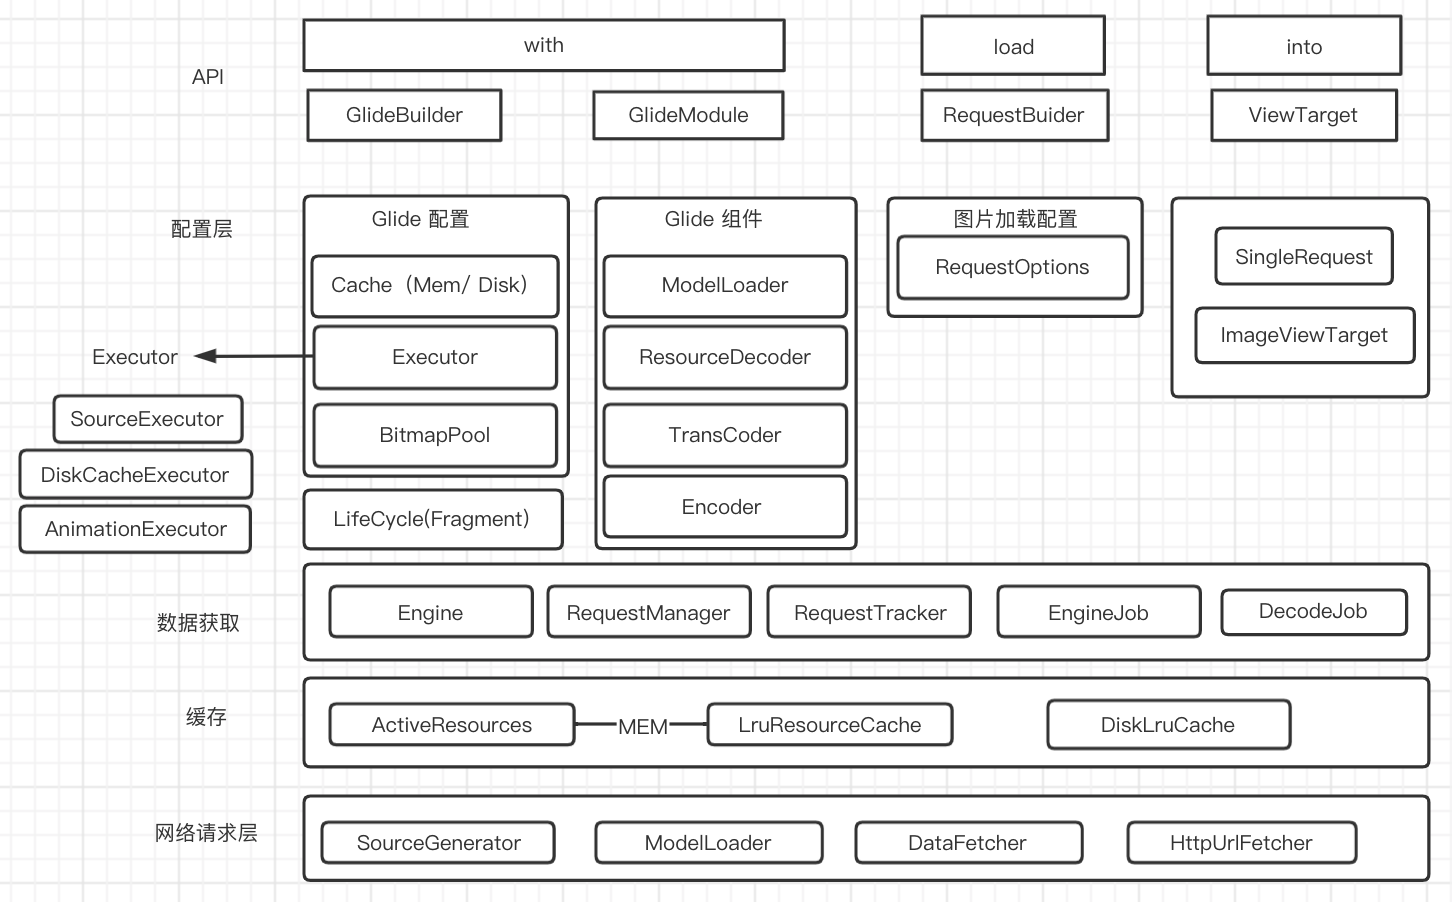 with
load
into
API
GlideBuilder
GlideModule
RequestBuider
ViewTarget
配置层
Glide 配置
Glide 组件
图片加载配置
Cache（Mem/ Disk）
ModelLoader
RequestOptions
SingleRequest
ImageViewTarget
Executor
Executor
ResourceDecoder
SourceExecutor
BitmapPool
TransCoder
DiskCacheExecutor
AnimationExecutor
LifeCycle(Fragment)
Encoder
数据获取
Engine
RequestManager
RequestTracker
EngineJob
DecodeJob
缓存
ActiveResources
MEM
LruResourceCache
DiskLruCache
网络请求层
SourceGenerator
ModelLoader
DataFetcher
HttpUrlFetcher